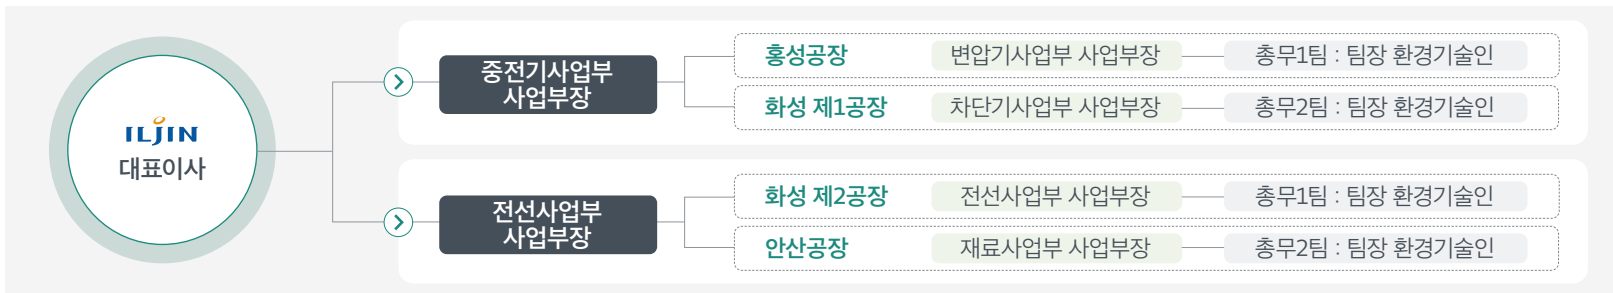 ILJIN
대표이사
중전기사업부
사업부장
홍성공장 변압기사업부 사업부장 총무1팀 : 팀장 환경기술인
화성 제1공장 차단기사업부 사업부장 총무2팀 : 팀장 환경기술인
전선사업부
사업부장
화성 제2공장 전선사업부 사업부장 총무1팀 : 팀장 환경기술인
안산공장 재료사업부 사업부장 총무2팀 : 팀장 환경기술인